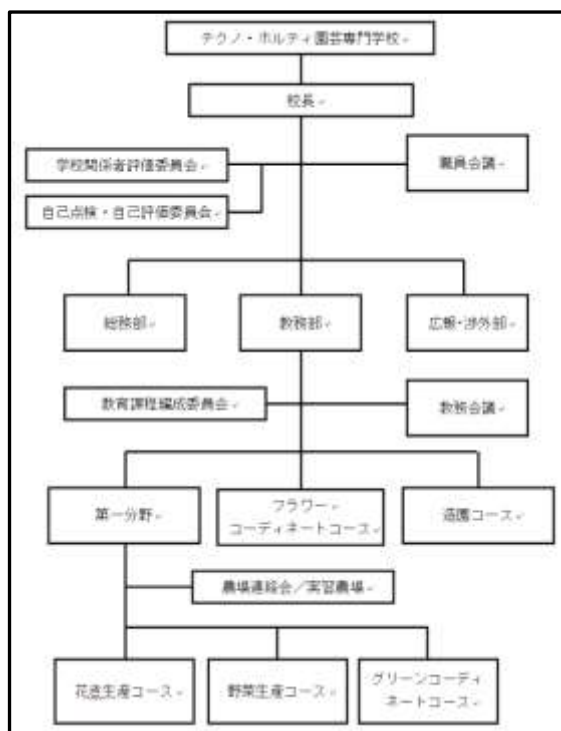 テクノ・ホルティ園芸専門学校
校長
学校関係者評価委員会
職員会議
自己点検・自己評価委員会
総務部
教務部
広報・渉外部
教育課程編成委員会
教務会議
第一分野
フラワー
コーディネートコース
造園コース
農場連絡会／実習農場
花き生産コース
野菜生産コース
グリーンコーディ
ネートコース